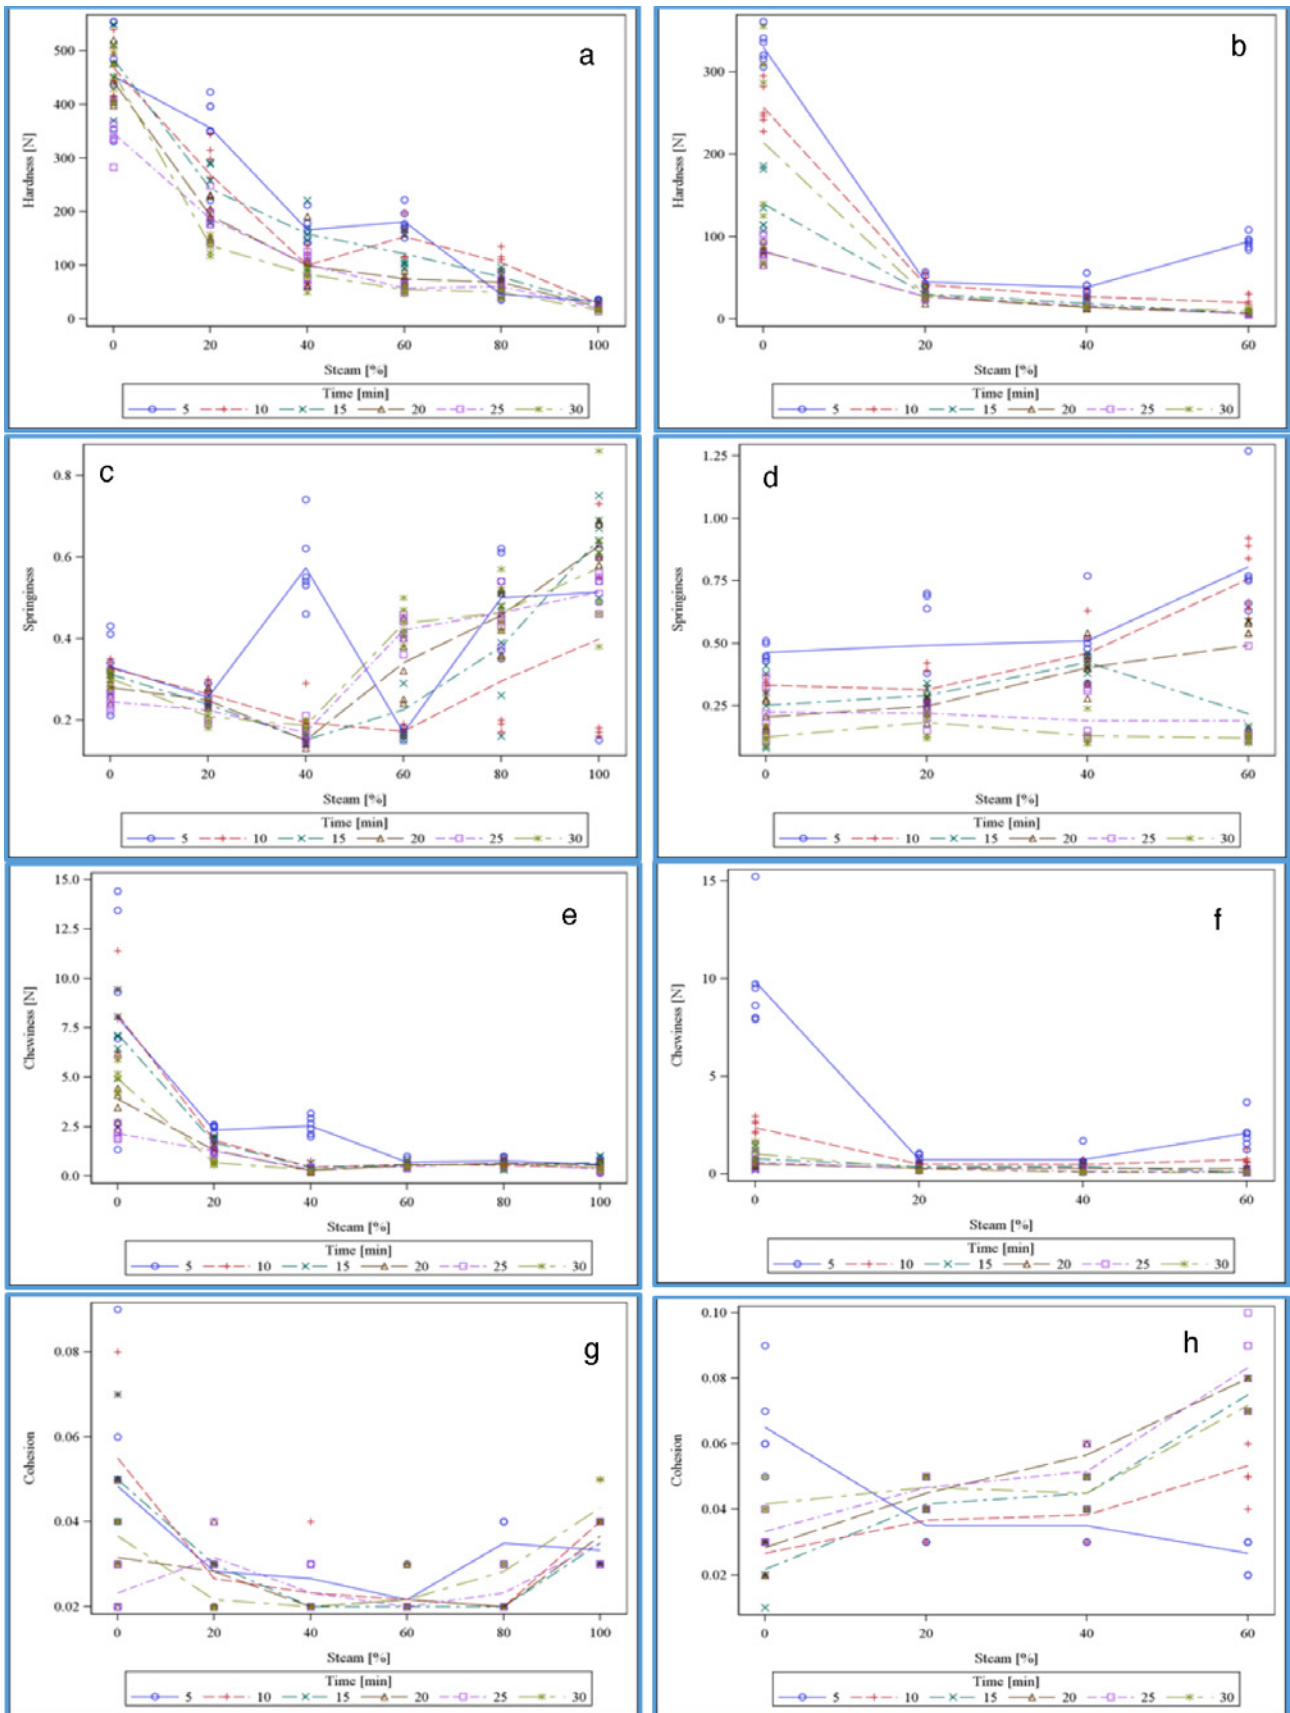 a
500
400
300
200
100
0
Hardness [N]
0 20 40 60 80 100
Steam [%]
Time [min]
5 10 15 20 25 30
b
300
200
100
0
Hardness [N]
0 20 40 60
Steam [%]
Time [min]
5 10 15 20 25 30
c
0.8
0.6
0.4
0.2
Springiness
0 20 40 60 80 100
Steam [%]
Time [min]
5 10 15 20 25 30
d
1.25
1.00
0.75
0.50
0.25
Springiness
0 20 40 60
Steam [%]
Time [min]
5 10 15 20 25 30
e
15.0
12.5
10.0
7.5
5.0
2.5
0.0
Chewiness [N]
0 20 40 60 80 100
Steam [%]
Time [min]
5 10 15 20 25 30
f
15
10
5
0
Chewiness [N]
0 20 40 60
Steam [%]
Time [min]
5 10 15 20 25 30
g
0.08
0.06
0.04
0.02
Cohesion
0 20 40 60 80 100
Steam [%]
Time [min]
5 10 15 20 25 30
h
0.10
0.08
0.06
0.04
0.02
Cohesion
0 20 40 60
Steam [%]
Time [min]
5 10 15 20 25 30